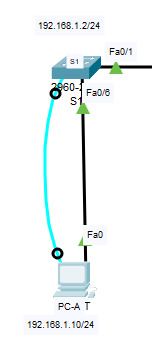 192.168.1.2/24
S1
Fa0/1
2960-
S1
Fa0/6
Fa0
PC-A T
192.168.1.10/24